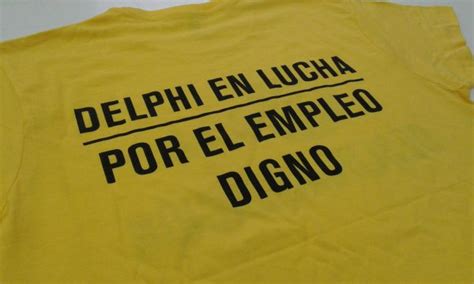 DELPHI EN LUCHA
POR EL EMPLEO
DIGNO